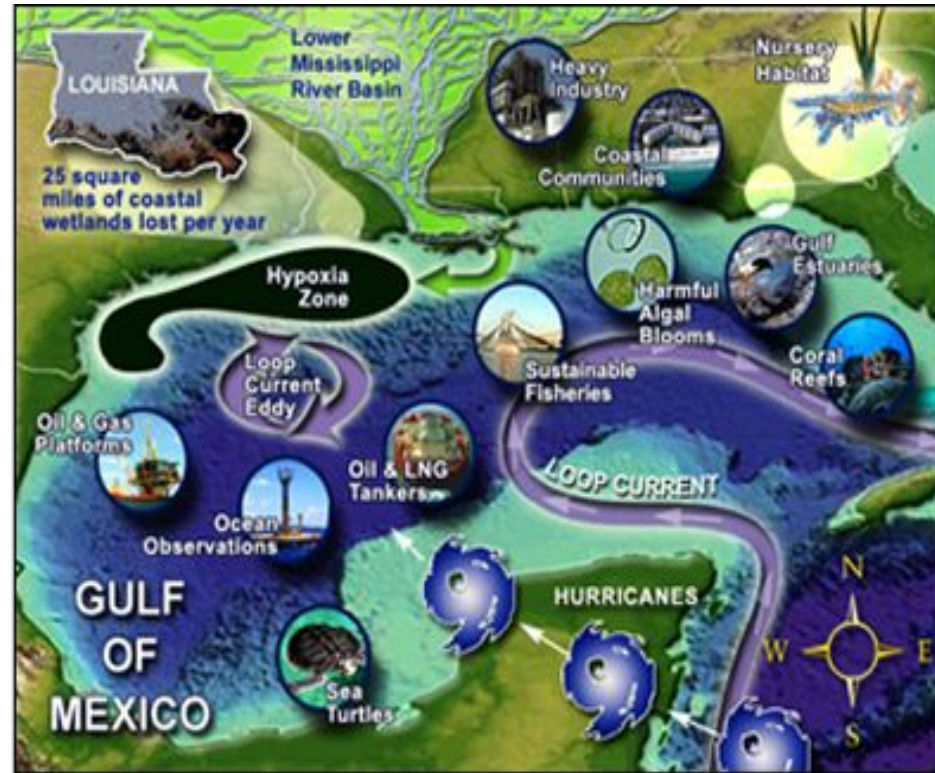 LOUISIANA
25 square
miles of coastal
wetlands lost per year
Lower
Mississippi
River Basin
Heavy
Industry
Coastal
Communities
Nursery
Habitat
Hypoxia
Zone
Loop
Current
Eddy
Harmful
Algal
Blooms
Gulf
Estuaries
Sustainable
Fisheries
Coral
Reefs
Oil & Gas
Platforms
Oil & LNG
Tankers
Ocean
Observations
LOOP CURRENT
HURRICANES
Sea
Turtles
GULF
OF
MEXICO
N
W
E
S